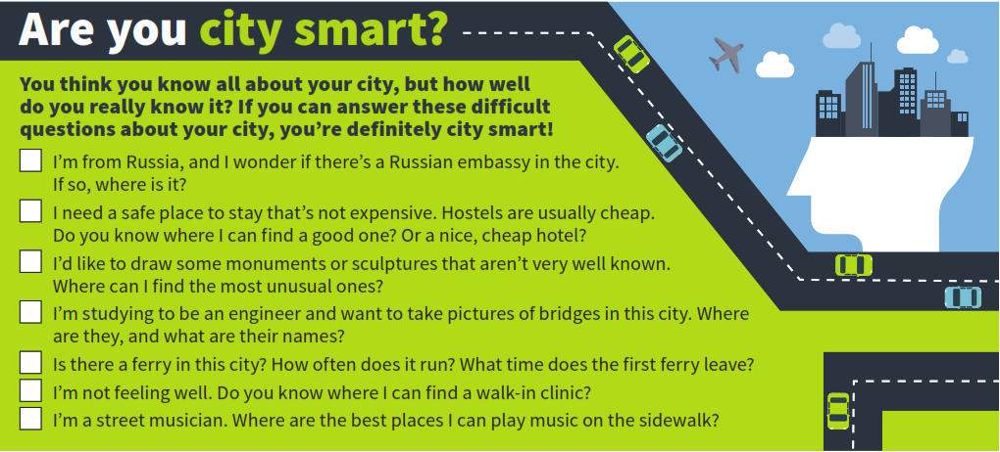 Are you city smart?
You think you know all about your city, but how well
do you really know it? If you can answer these difficult
questions about your city, you’re definitely city smart!
I’m from Russia, and I wonder if there’s a Russian embassy in the city.
If so, where is it?
I need a safe place to stay that’s not expensive. Hostels are usually cheap.
Do you know where I can find a good one? Or a nice, cheap hotel?
I’d like to draw some monuments or sculptures that aren’t very well known.
Where can I find the most unusual ones?
I’m studying to be an engineer and want to take pictures of bridges in this city. Where
are they, and what are their names?
Is there a ferry in this city? How often does it run? What time does the first ferry leave?
I’m not feeling well. Do you know where I can find a walk-in clinic?
I’m a street musician. Where are the best places I can play music on the sidewalk?